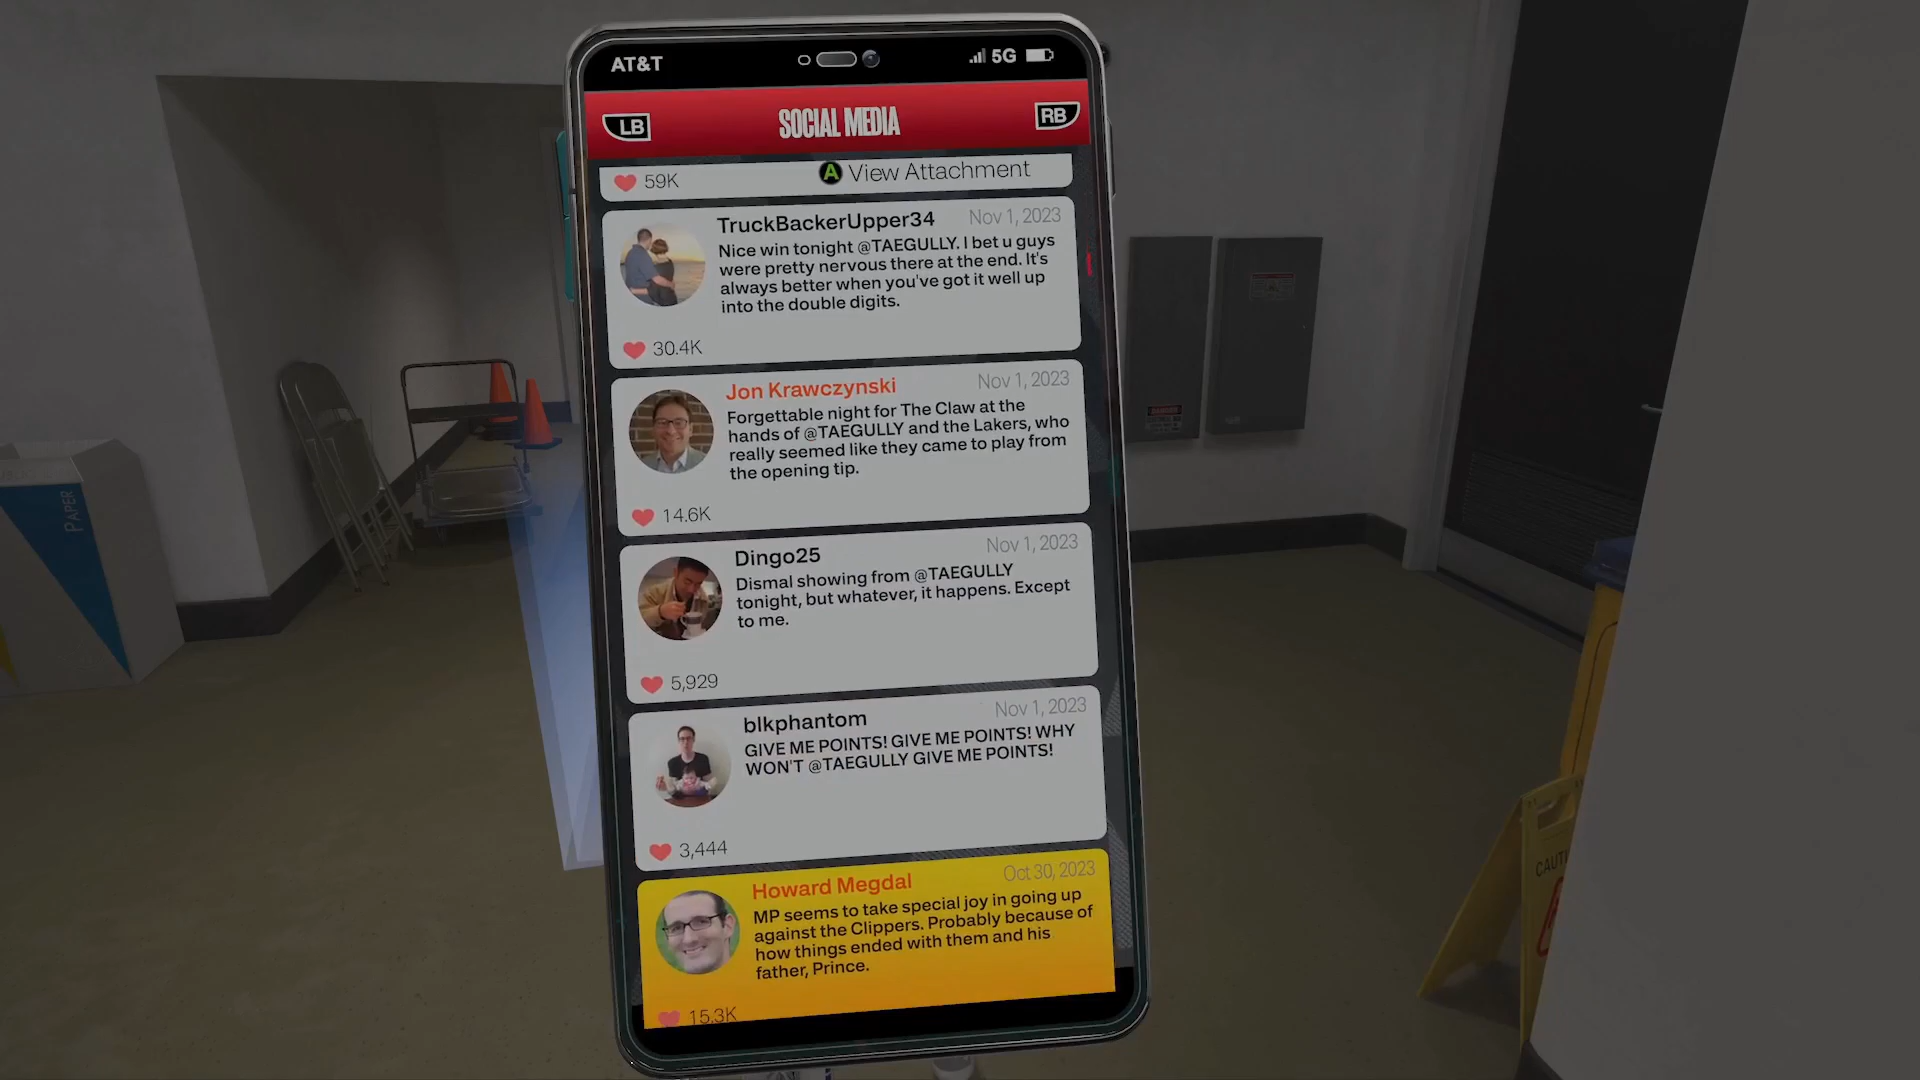 AT&T
5G
LB
SOCIAL MEDIA
RB
59K
A View Attachment
TruckBackerUpper34
Nov 1, 2023
Nice win tonight @TAEGULLY. I bet u guys
were pretty nervous there at the end. It's
always better when you've got it well up
into the double digits.
30.4K
Jon Krawczynski
Nov 1, 2023
Forgettable night for The Claw at the
hands of @TAEGULLY and the Lakers, who
really seemed like they came to play from
the opening tip.
14.6K
Dingo25
Nov 1, 2023
Dismal showing from @TAEGULLY
tonight, but whatever, it happens. Except
to me.
5,929
blkphantom
Nov 1, 2023
GIVE ME POINTS! GIVE ME POINTS! WHY
WON'T @TAEGULLY GIVE ME POINTS!
3,444
Howard Megdal
Oct 30, 2023
MP seems to take special joy in going up
against the Clippers. Probably because of
how things ended with them and his
father, Prince.
15.3K
PAPER
DANGER